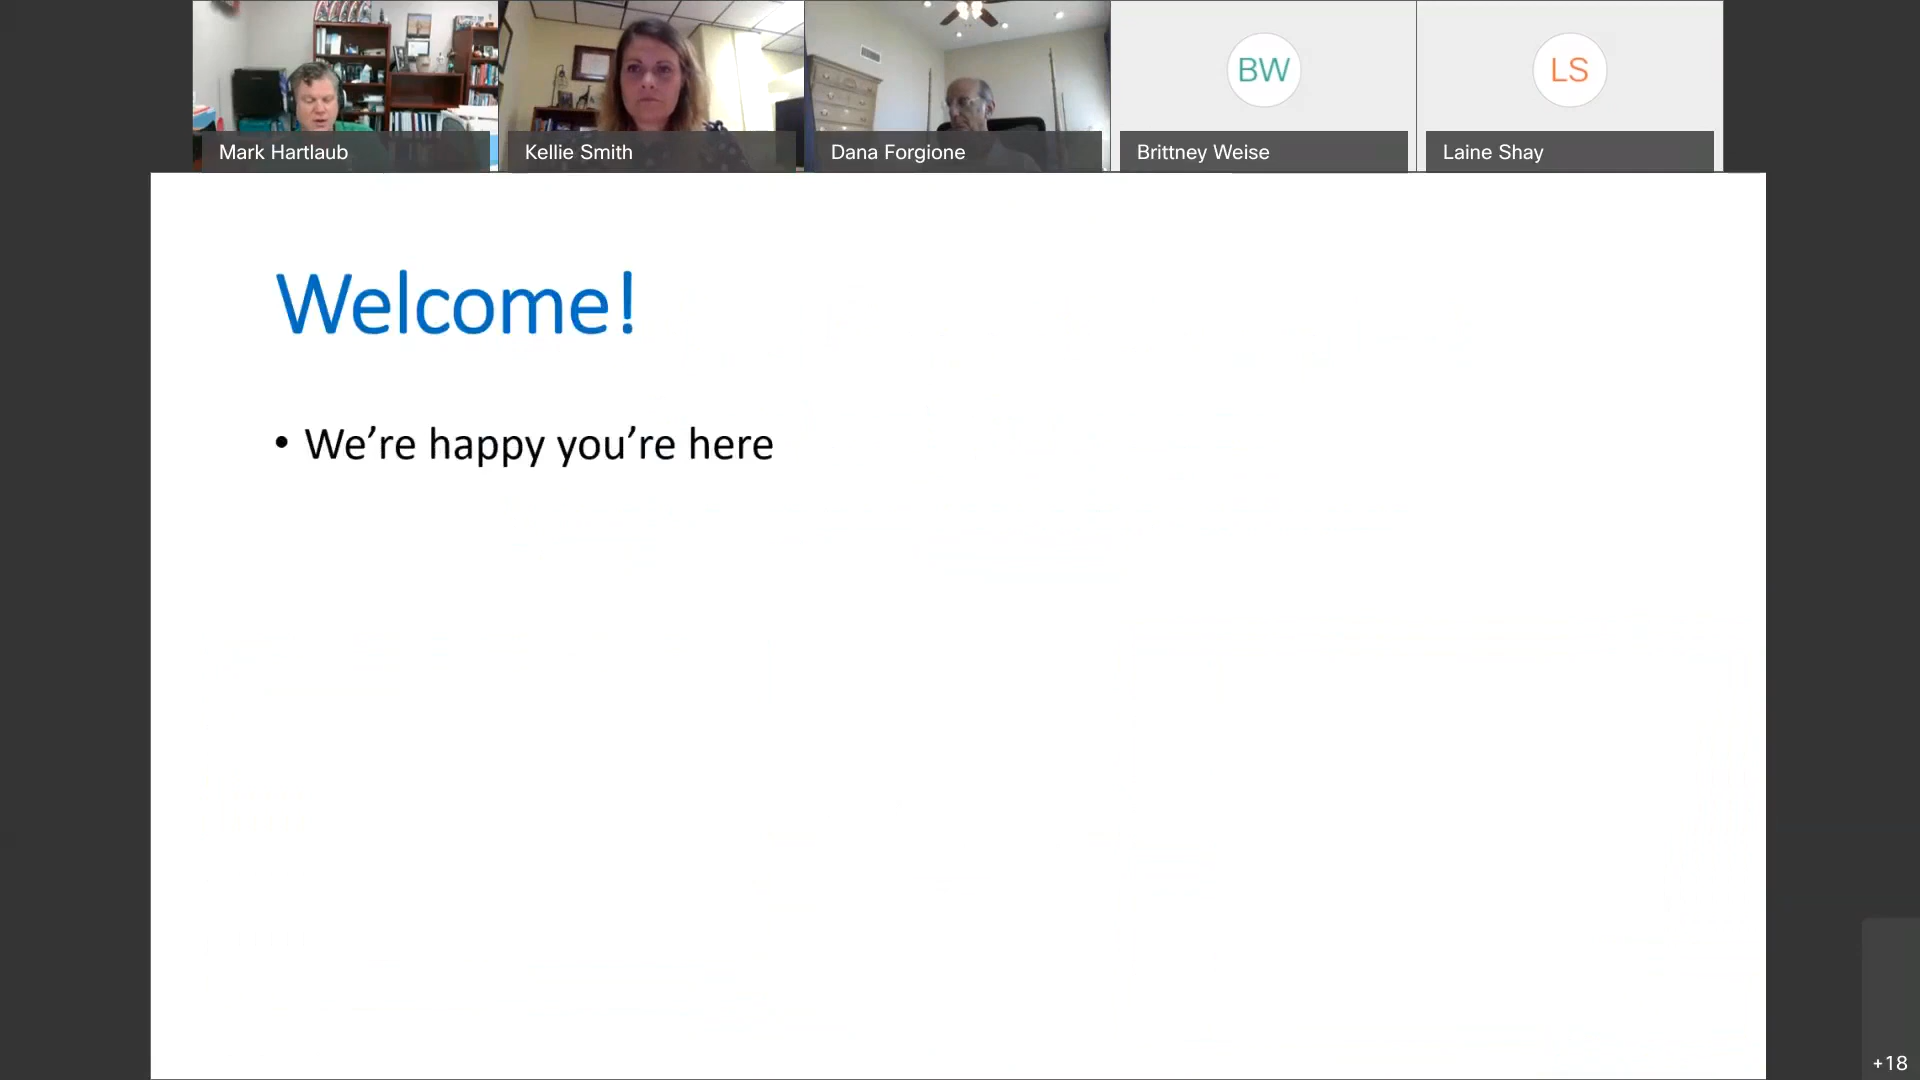 Mark Hartlaub
Kellie Smith
Dana Forgione
BW
Brittney Weise
LS
Laine Shay
Welcome!
• We’re happy you’re here
+18